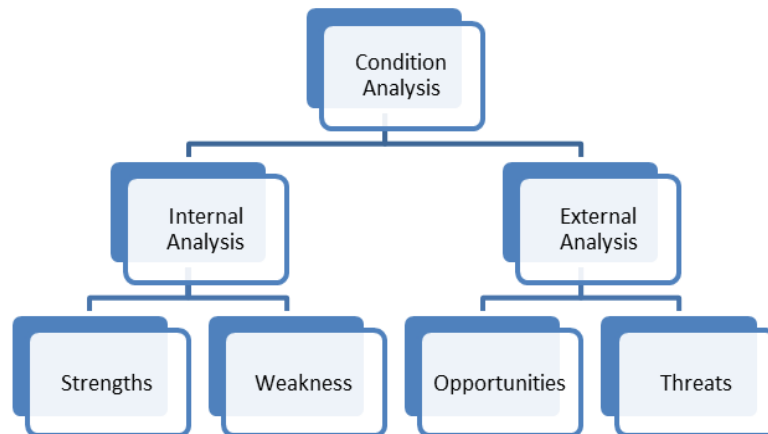 Condition
Analysis
Internal
Analysis
External
Analysis
Strengths
Weakness
Opportunities
Threats